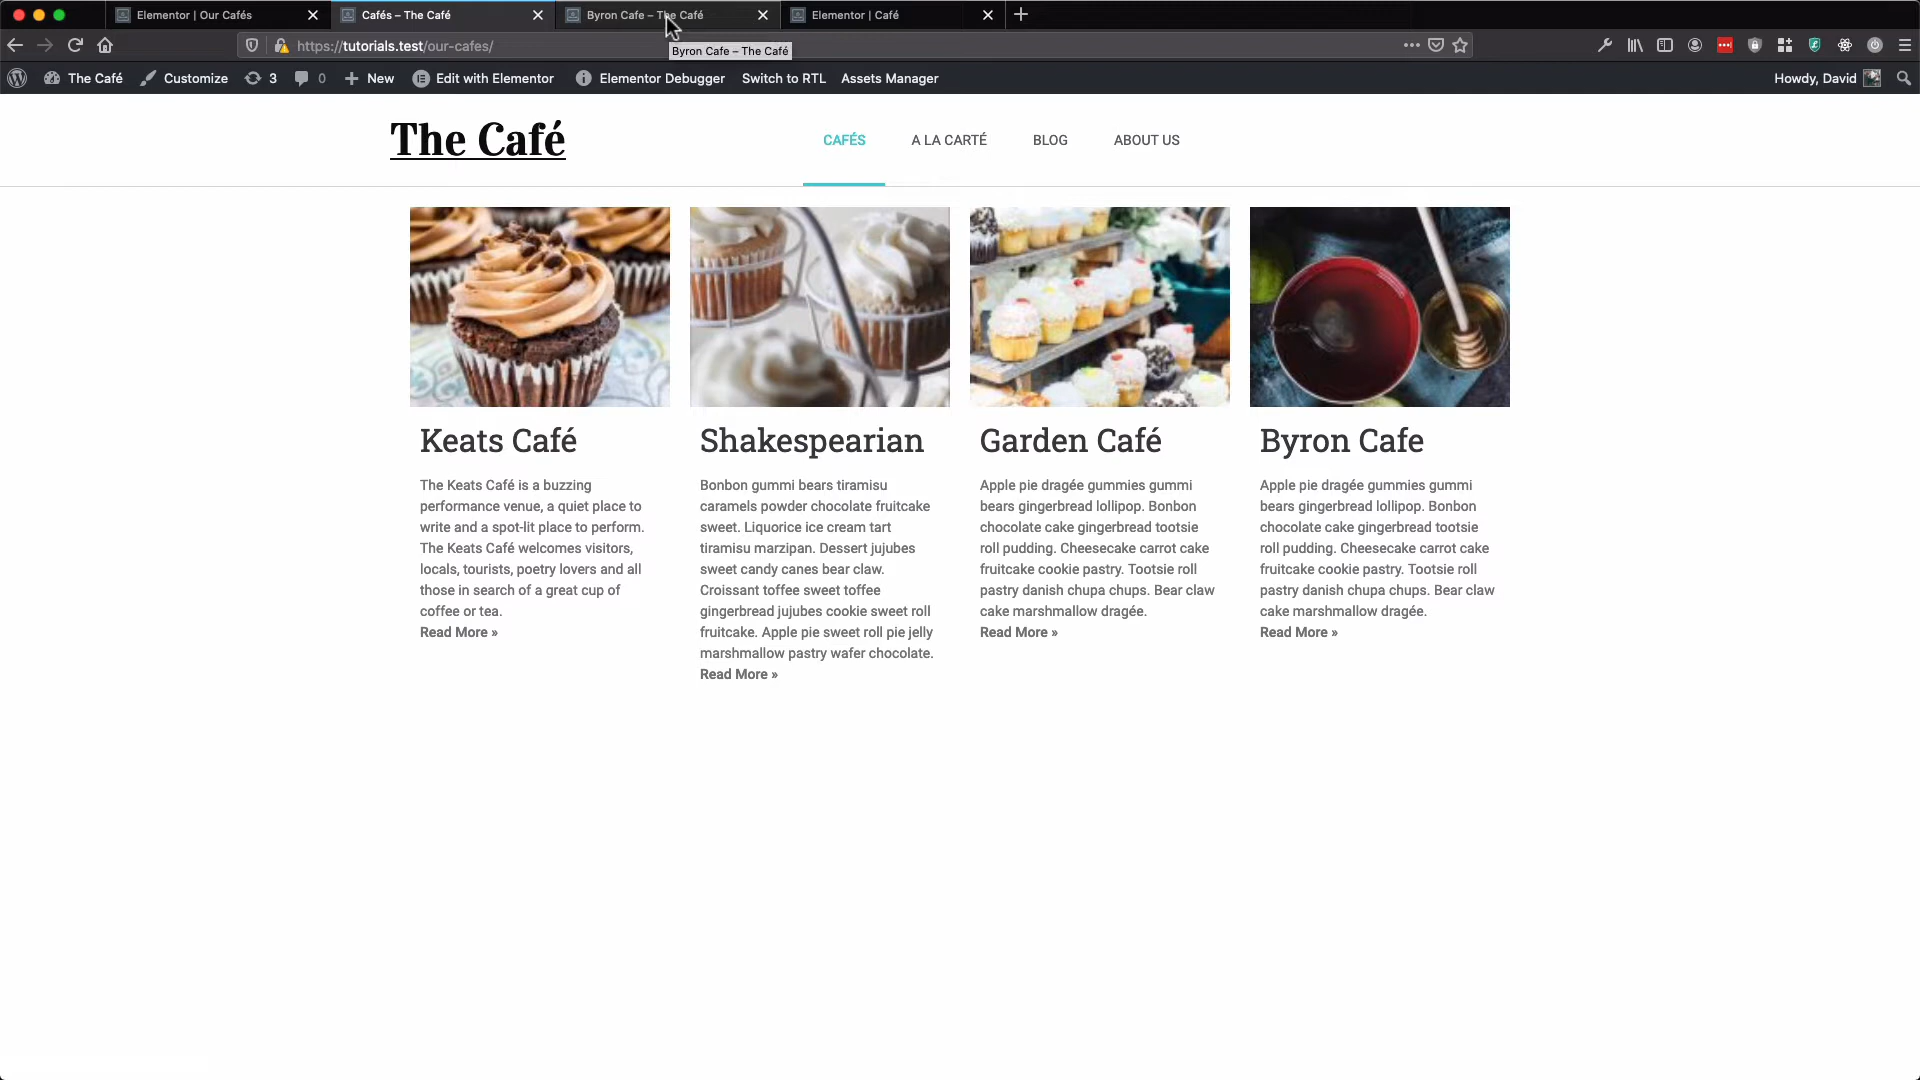 Elementor | Our Cafés
Cafés – The Café
Byron Cafe – The Café
Elementor | Café
https://tutorials.test/our-cafes/
Byron Cafe – The Café
The Café
Customize
3
0
New
Edit with Elementor
Elementor Debugger
Switch to RTL
Assets Manager
Howdy, David
The Café
CAFÉS
A LA CARTÉ
BLOG
ABOUT US
Keats Café
The Keats Café is a buzzing
performance venue, a quiet place to
write and a spot-lit place to perform.
The Keats Café welcomes visitors,
locals, tourists, poetry lovers and all
those in search of a great cup of
coffee or tea.
Read More »
Shakespearian
Bonbon gummi bears tiramisu
caramels powder chocolate fruitcake
sweet. Liquorice ice cream tart
tiramisu marzipan. Dessert jujubes
sweet candy canes bear claw.
Croissant toffee sweet toffee
gingerbread jujubes cookie sweet roll
fruitcake. Apple pie sweet roll pie jelly
marshmallow pastry wafer chocolate.
Read More »
Garden Café
Apple pie dragée gummies gummi
bears gingerbread lollipop. Bonbon
chocolate cake gingerbread tootsie
roll pudding. Cheesecake carrot cake
fruitcake cookie pastry. Tootsie roll
pastry danish chupa chups. Bear claw
cake marshmallow dragée.
Read More »
Byron Cafe
Apple pie dragée gummies gummi
bears gingerbread lollipop. Bonbon
chocolate cake gingerbread tootsie
roll pudding. Cheesecake carrot cake
fruitcake cookie pastry. Tootsie roll
pastry danish chupa chups. Bear claw
cake marshmallow dragée.
Read More »